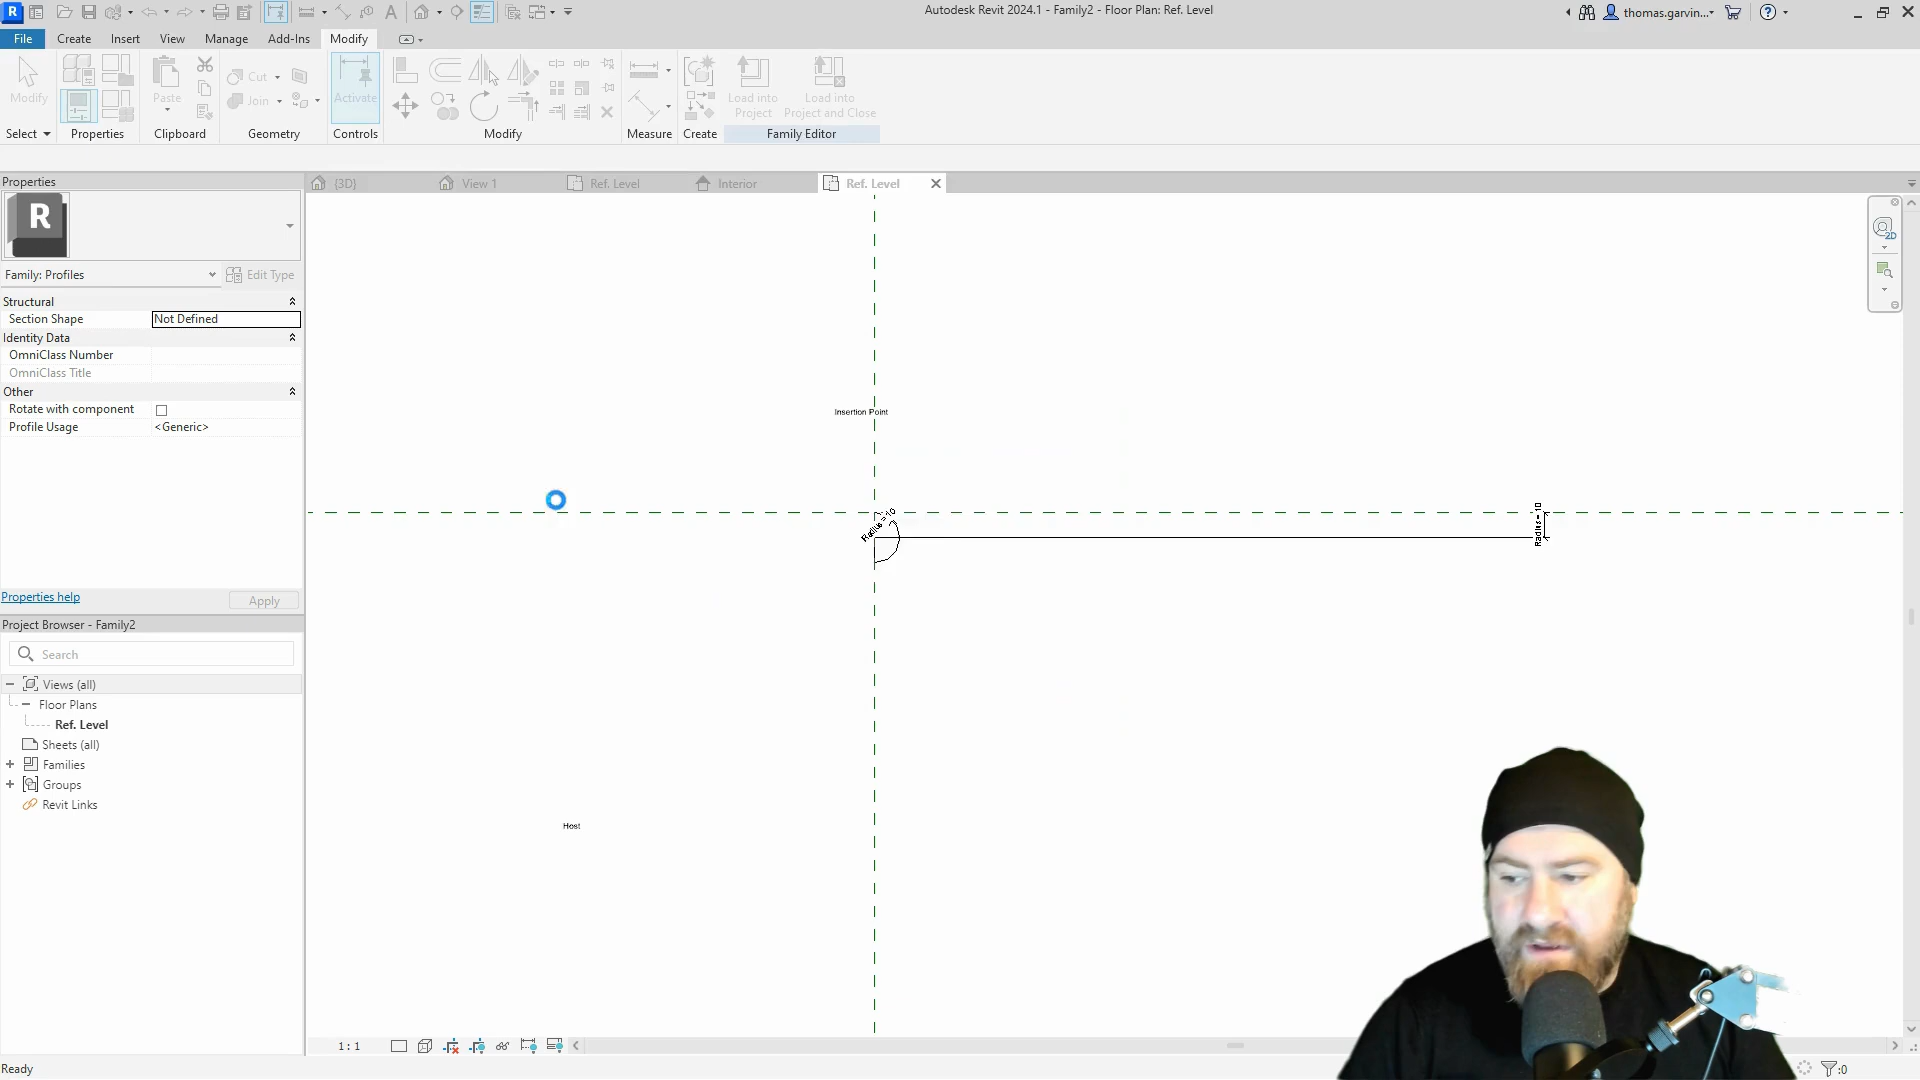 Autodesk Revit 2024.1 - Family2 - Floor Plan: Ref. Level
thomas.garvin...
File
Create
Insert
View
Manage
Add-Ins
Modify
Modify
Paste
Cut
Join
Activate
Load into
Project
Load into
Project and Close
Select
Properties
Clipboard
Geometry
Controls
Modify
Measure
Create
Family Editor
Properties
{3D}
View 1
Ref. Level
Interior
Ref. Level
R
Family: Profiles
Edit Type
Structural
Section Shape
Not Defined
Identity Data
OmniClass Number
OmniClass Title
Other
Rotate with component
Profile Usage
<Generic>
Properties help
Apply
Project Browser - Family2
Search
Views (all)
Floor Plans
Ref. Level
Sheets (all)
Families
Groups
Revit Links
Insertion Point
Radius = 10
Radius = 10
Host
1 : 1
Ready
:0